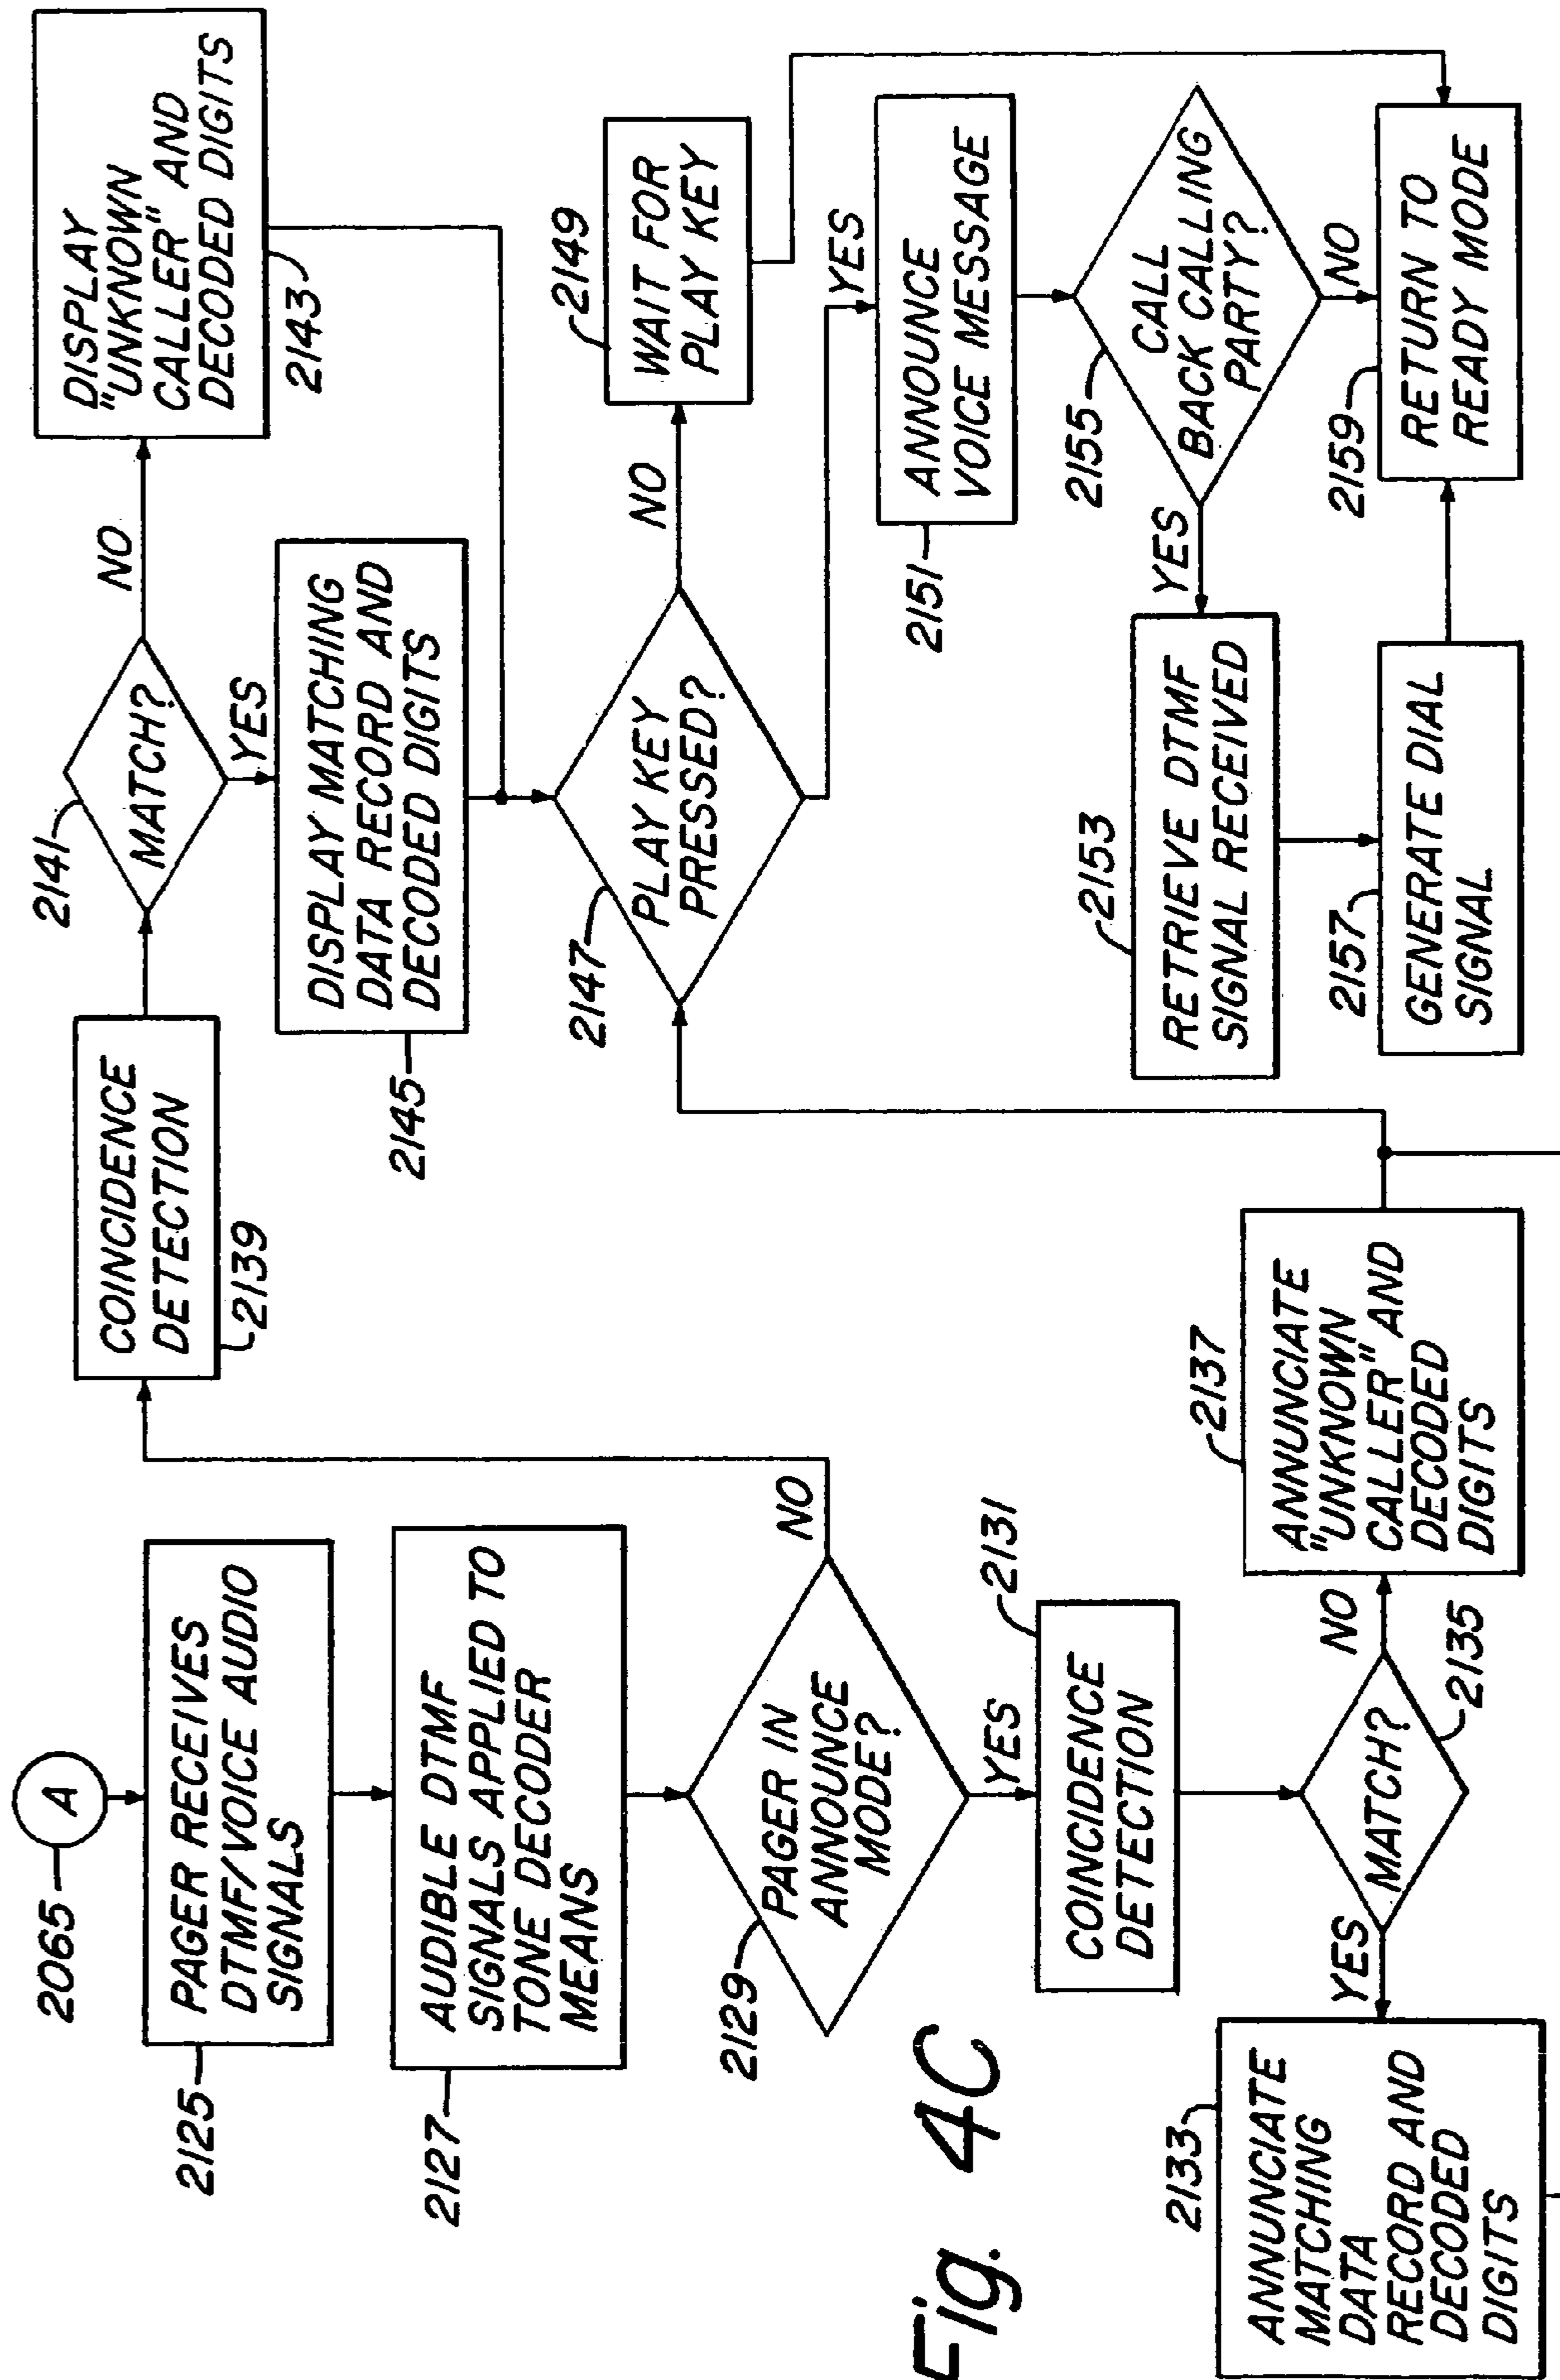 2065
A
2125
PAGER RECEIVES
DTMF/VOICE AUDIO
SIGNALS
2127
AUDIBLE DTMF
SIGNALS APPLIED TO
TONE DECODER
MEANS
2129
PAGER IN
ANNOUNCE
MODE?
NO
YES
2131
COINCIDENCE
DETECTION
MATCH?
2135
YES
NO
2133
ANNUNCIATE
MATCHING
DATA
RECORD AND
DECODED
DIGITS
2137
ANNUNCIATE
"UNKNOWN
CALLER" AND
DECODED
DIGITS
COINCIDENCE
DETECTION
2139
2141
MATCH?
NO
YES
DISPLAY
"UNKNOWN
CALLER" AND
DECODED DIGITS
2143
DISPLAY MATCHING
DATA RECORD AND
DECODED DIGITS
2145
2147
PLAY KEY
PRESSED?
NO
2149
WAIT FOR
PLAY KEY
YES
ANNOUNCE
VOICE MESSAGE
2151
2155
CALL
BACK CALLING
PARTY?
YES
NO
2153
RETRIEVE DTMF
SIGNAL RECEIVED
2157
GENERATE DIAL
SIGNAL
2159
RETURN TO
READY MODE
Fig. 4C